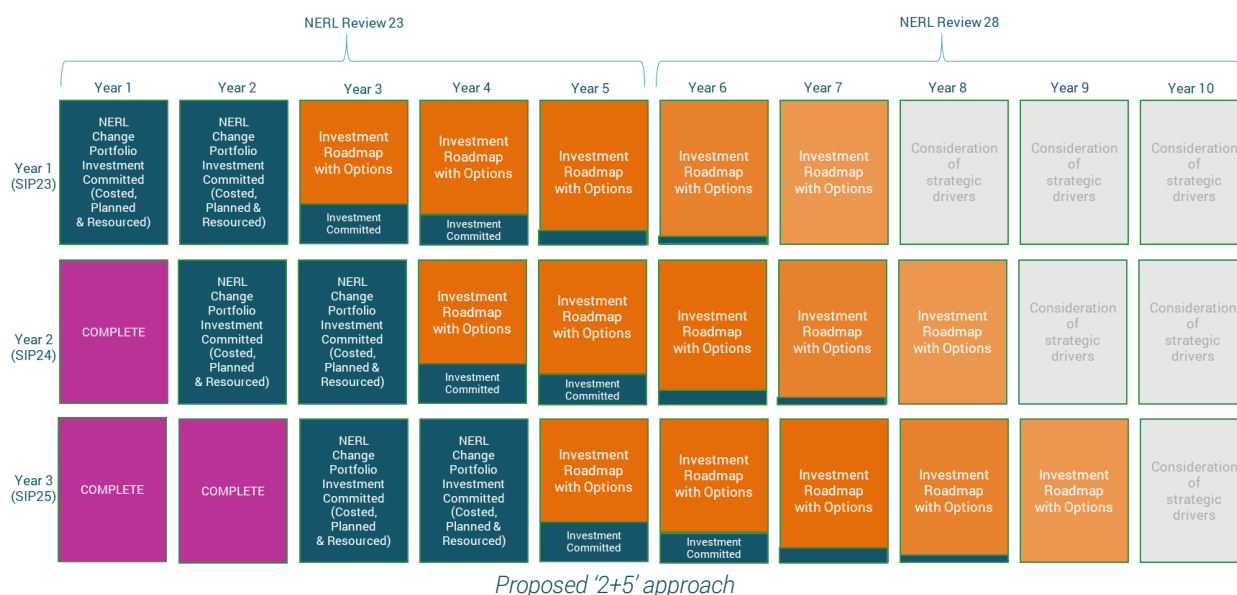 NERL Review 23
NERL Review 28
Year 1
Year 2
Year 3
Year 4
Year 5
Year 6
Year 7
Year 8
Year 9
Year 10
Year 1
(SIP23)
NERL
Change
Portfolio
Investment
Committed
(Costed,
Planned
& Resourced)
NERL
Change
Portfolio
Investment
Committed
(Costed,
Planned &
Resourced)
Investment
Roadmap
with Options
Investment
Committed
Investment
Roadmap
with Options
Investment
Committed
Investment
Roadmap
with Options
Investment
Roadmap
with Options
Investment
Roadmap
with Options
Consideration
of
strategic
drivers
Consideration
of
strategic
drivers
Consideration
of
strategic
drivers
Year 2
(SIP24)
COMPLETE
NERL
Change
Portfolio
Investment
Committed
(Costed,
Planned
& Resourced)
NERL
Change
Portfolio
Investment
Committed
(Costed,
Planned &
Resourced)
Investment
Roadmap
with Options
Investment
Committed
Investment
Roadmap
with Options
Investment
Committed
Investment
Roadmap
with Options
Investment
Roadmap
with Options
Investment
Roadmap
with Options
Consideration
of
strategic
drivers
Consideration
of
strategic
drivers
Year 3
(SIP25)
COMPLETE
COMPLETE
NERL
Change
Portfolio
Investment
Committed
(Costed,
Planned
& Resourced)
NERL
Change
Portfolio
Investment
Committed
(Costed,
Planned &
Resourced)
Investment
Roadmap
with Options
Investment
Committed
Investment
Roadmap
with Options
Investment
Committed
Investment
Roadmap
with Options
Investment
Roadmap
with Options
Investment
Roadmap
with Options
Consideration
of
strategic
drivers
Proposed ‘2+5’ approach